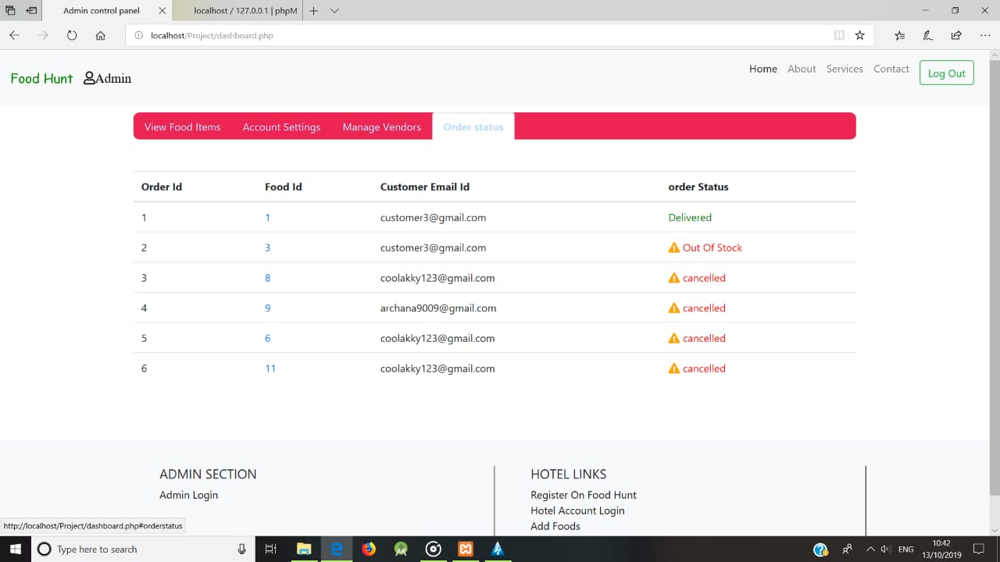 Admin control panel
localhost / 127.0.0.1 | phpM
localhost/Project/dashboard.php
Food Hunt Admin
Home About Services Contact Log Out
View Food Items Account Settings Manage Vendors Order status
Order Id Food Id Customer Email Id order Status
1 1 customer3@gmail.com Delivered
2 3 customer3@gmail.com Out Of Stock
3 8 coolakky123@gmail.com cancelled
4 9 archana9009@gmail.com cancelled
5 6 coolakky123@gmail.com cancelled
6 11 coolakky123@gmail.com cancelled
ADMIN SECTION
Admin Login
HOTEL LINKS
Register On Food Hunt
Hotel Account Login
Add Foods
http://localhost/Project/dashboard.php#orderstatus
Type here to search
ENG
10:42
13/10/2019